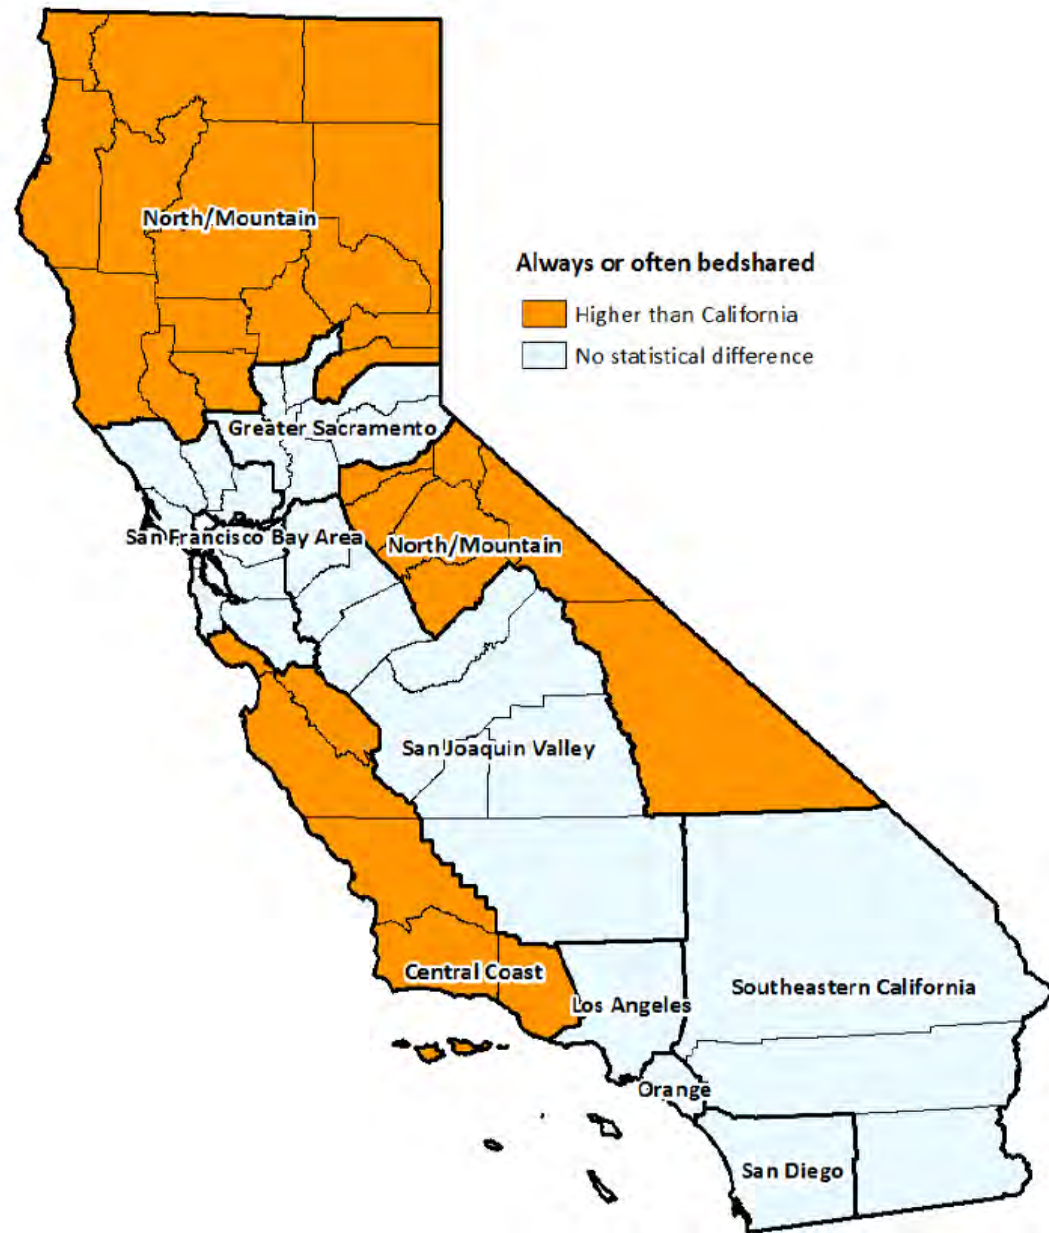 North/Mountain
Always or often bedshared
Higher than California
No statistical difference
Greater Sacramento
San Francisco Bay Area
North/Mountain
San Joaquin Valley
Central Coast
Los Angeles
Southeastern California
Orange
San Diego